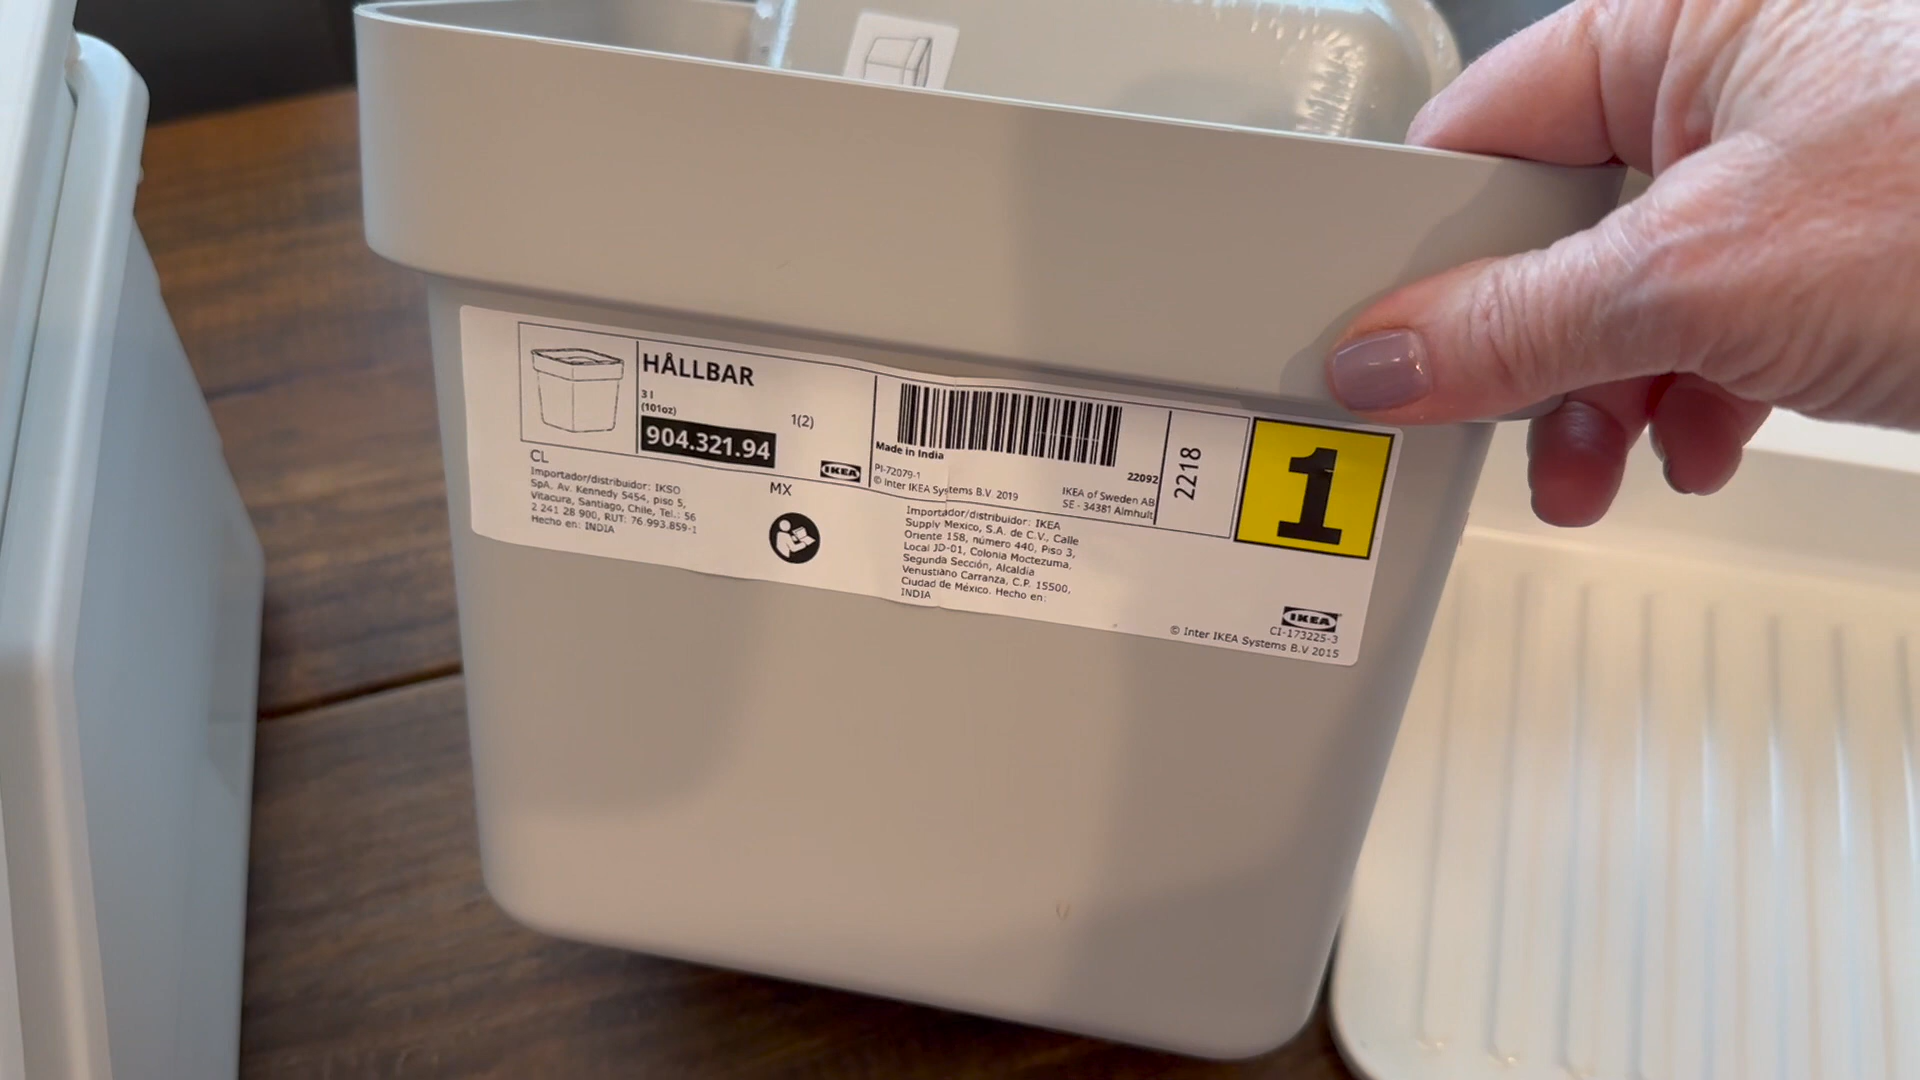 HÅLLBAR
3 l
(101oz)
1(2)
904.321.94
IKEA
Made in India
PI-72079-1
© Inter IKEA Systems B.V. 2019
22092
IKEA of Sweden AB
SE - 34381 Älmhult
2218
1
CL
Importador/distribuidor: IKSO
SpA, Av. Kennedy 5454, piso 5,
Vitacura, Santiago, Chile, Tel.: 56
2 241 28 900, RUT: 76.993.859-1
Hecho en: INDIA
MX
Importador/distribuidor: IKEA
Supply Mexico, S.A. de C.V., Calle
Oriente 158, número 440, Piso 3,
Local JD-01, Colonia Moctezuma,
Segunda Sección, Alcaldía
Venustiano Carranza, C.P. 15500,
Ciudad de México. Hecho en:
INDIA
IKEA
CI-173225-3
© Inter IKEA Systems B.V 2015